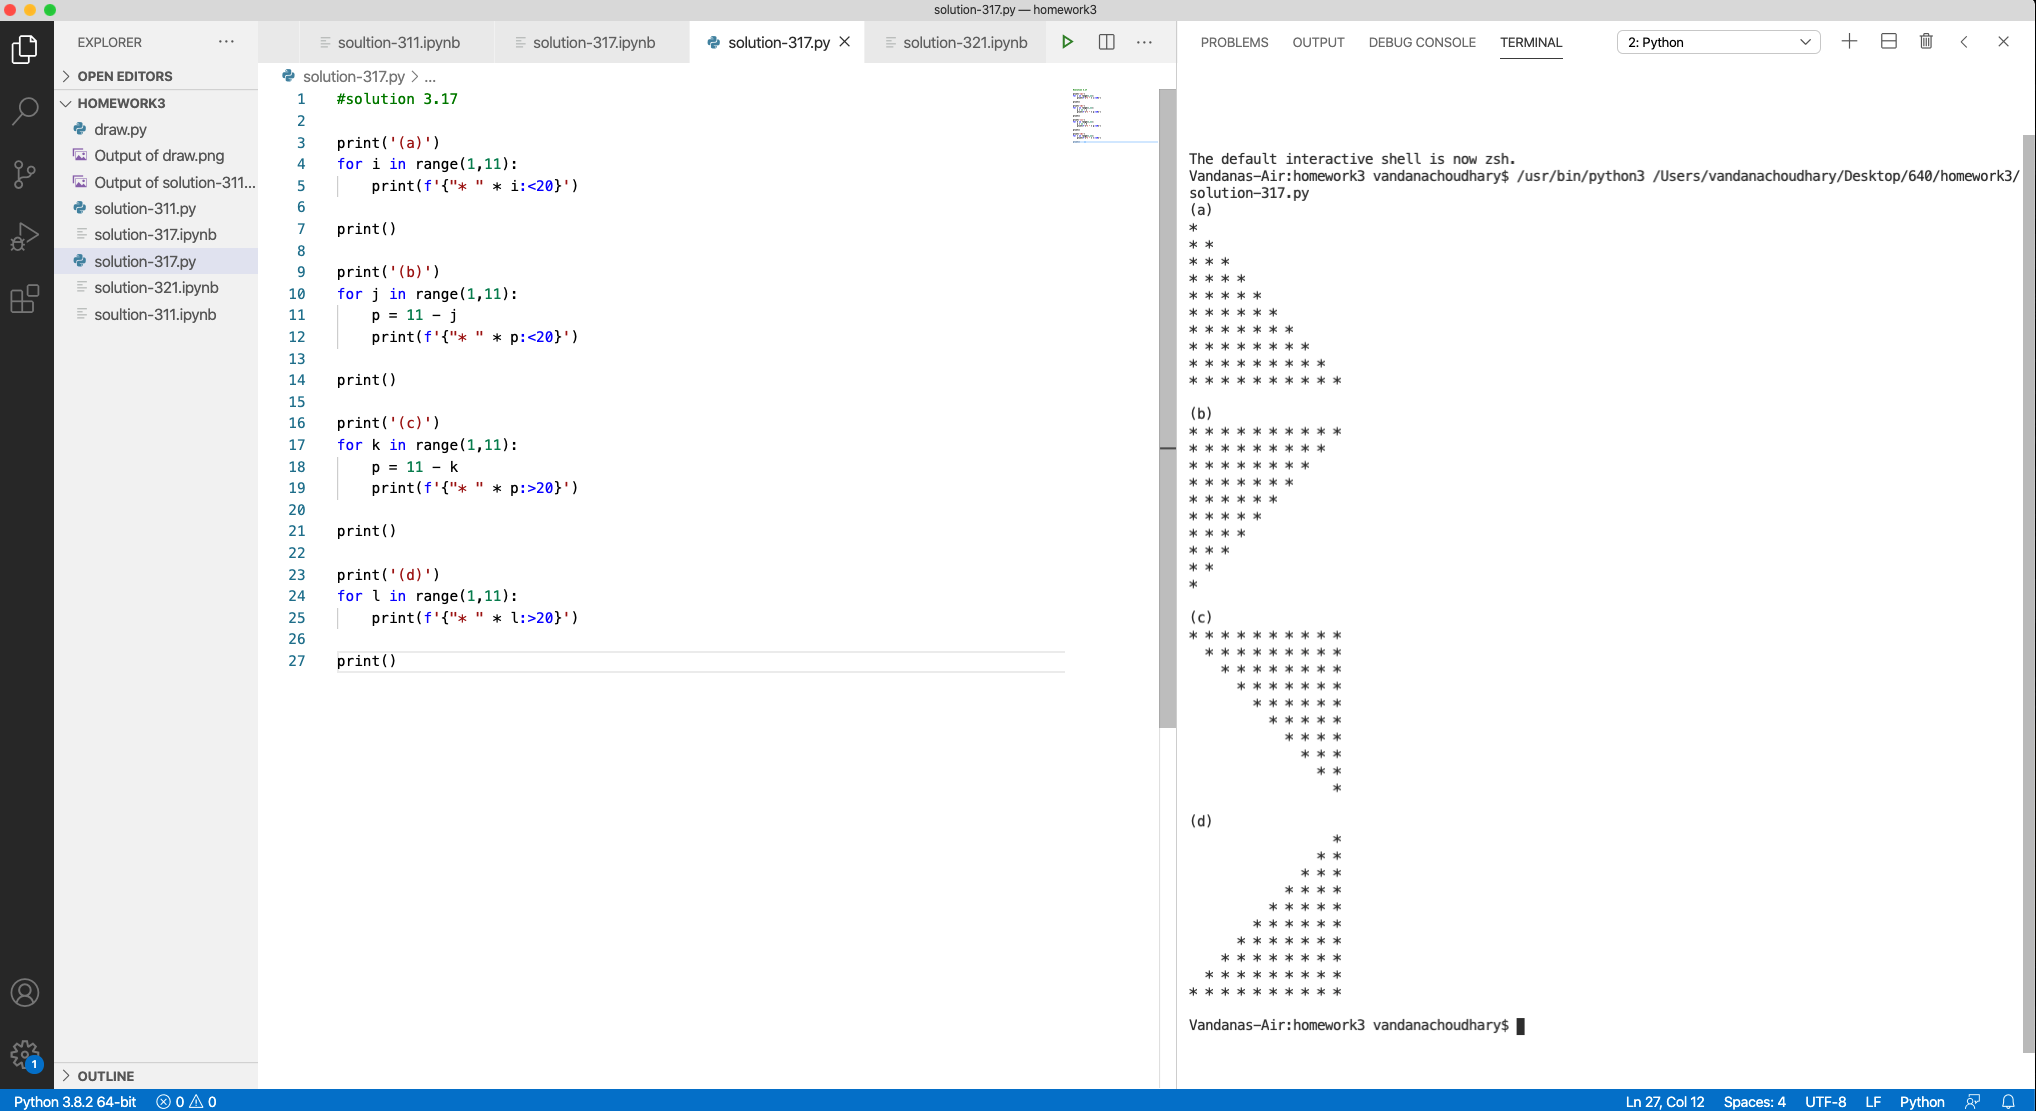 solution-317.py — homework3
EXPLORER
OPEN EDITORS
HOMEWORK3
draw.py
Output of draw.png
Output of solution-311...
solution-311.py
solution-317.ipynb
solution-317.py
solution-321.ipynb
soultion-311.ipynb
OUTLINE
soultion-311.ipynb
solution-317.ipynb
solution-317.py
solution-321.ipynb
solution-317.py > ...
1 #solution 3.17
2
3 print('(a)')
4 for i in range(1,11):
5     print(f'{"* " * i:<20}')
6
7 print()
8
9 print('(b)')
10 for j in range(1,11):
11     p = 11 - j
12     print(f'{"* " * p:<20}')
13
14 print()
15
16 print('(c)')
17 for k in range(1,11):
18     p = 11 - k
19     print(f'{"* " * p:>20}')
20
21 print()
22
23 print('(d)')
24 for l in range(1,11):
25     print(f'{"* " * l:>20}')
26
27 print()
PROBLEMS OUTPUT DEBUG CONSOLE TERMINAL 2: Python
The default interactive shell is now zsh.
Vandanas-Air:homework3 vandanachoudhary$ /usr/bin/python3 /Users/vandanachoudhary/Desktop/640/homework3/
solution-317.py
(a)
*
* *
* * *
* * * *
* * * * *
* * * * * *
* * * * * * *
* * * * * * * *
* * * * * * * * *
* * * * * * * * * *
(b)
* * * * * * * * * *
* * * * * * * * *
* * * * * * * *
* * * * * * *
* * * * * *
* * * * *
* * * *
* * *
* *
*
(c)
* * * * * * * * * *
  * * * * * * * * *
    * * * * * * * *
      * * * * * * *
        * * * * * *
          * * * * *
            * * * *
              * * *
                * *
                  *
(d)
                  *
                * *
              * * *
            * * * *
          * * * * *
        * * * * * *
      * * * * * * *
    * * * * * * * *
  * * * * * * * * *
* * * * * * * * * *
Vandanas-Air:homework3 vandanachoudhary$
1
Python 3.8.2 64-bit 0 0 Ln 27, Col 12 Spaces: 4 UTF-8 LF Python